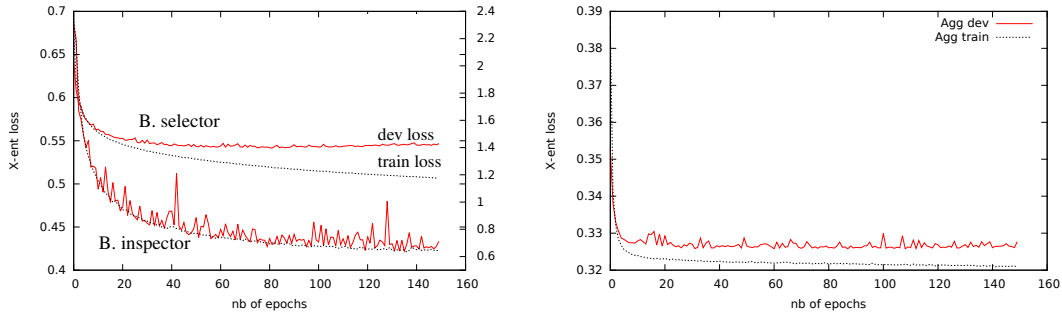 0.7
0.65
0.6
0.55
0.5
0.45
0.4
X-ent loss
2.4
2.2
2
1.8
1.6
1.4
1.2
1
0.8
0.6
B. selector
dev loss
train loss
B. inspector
0 20 40 60 80 100 120 140 160
nb of epochs
0.39
0.38
0.37
0.36
0.35
0.34
0.33
0.32
X-ent loss
Agg dev
Agg train
0 20 40 60 80 100 120 140 160
nb of epochs